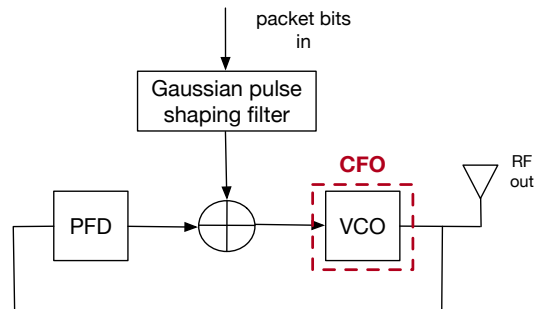 packet bits
in
Gaussian pulse
shaping filter
CFO
RF
out
PFD
VCO